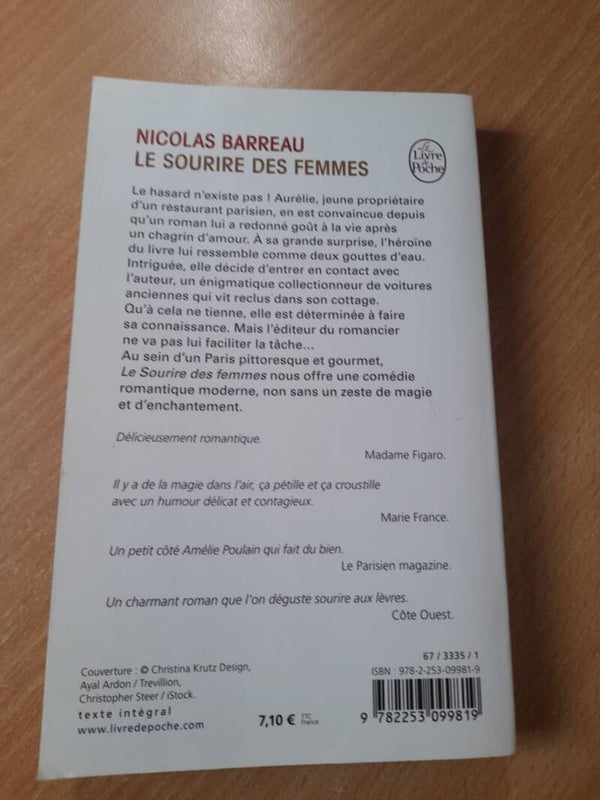 NICOLAS BARREAU
LE SOURIRE DES FEMMES
Le Livre de Poche
Le hasard n'existe pas ! Aurélie, jeune propriétaire
d'un restaurant parisien, en est convaincue depuis
qu'un roman lui a redonné goût à la vie après
un chagrin d'amour. À sa grande surprise, l'héroïne
du livre lui ressemble comme deux gouttes d'eau.
Intriguée, elle décide d'entrer en contact avec
l'auteur, un énigmatique collectionneur de voitures
anciennes qui vit reclus dans son cottage.
Qu'à cela ne tienne, elle est déterminée à faire
sa connaissance. Mais l'éditeur du romancier
ne va pas lui faciliter la tâche...
Au sein d'un Paris pittoresque et gourmet,
Le Sourire des femmes nous offre une comédie
romantique moderne, non sans un zeste de magie
et d'enchantement.
Délicieusement romantique.
Madame Figaro.
Il y a de la magie dans l'air, ça pétille et ça croustille
avec un humour délicat et contagieux.
Marie France.
Un petit côté Amélie Poulain qui fait du bien.
Le Parisien magazine.
Un charmant roman que l'on déguste sourire aux lèvres.
Côte Ouest.
Couverture : © Christina Krutz Design,
Ayal Ardon / Trevillion,
Christopher Steer / iStock.
texte intégral
www.livredepoche.com
7,10 € TTC France
67 / 3335 / 1
ISBN : 978-2-253-09981-9
9 782253 099819